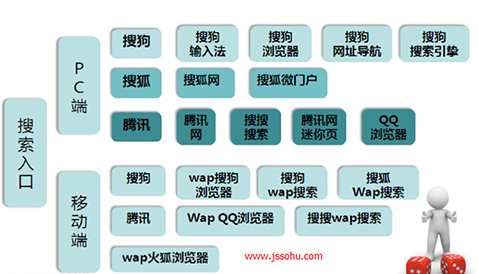 搜索入口
PC端
搜狗
搜狗
输入法
搜狗
浏览器
搜狗
网址导航
搜狗
搜索引擎
搜狐
搜狐网
搜狐微门户
腾讯
腾讯
网
搜搜
搜索
腾讯网
迷你页
QQ
浏览器
移动端
搜狗
wap搜狗
浏览器
搜狗
wap搜索
搜狐
Wap搜索
腾讯
Wap QQ浏览器
搜搜wap搜索
wap火狐浏览器
www.jssohu.com